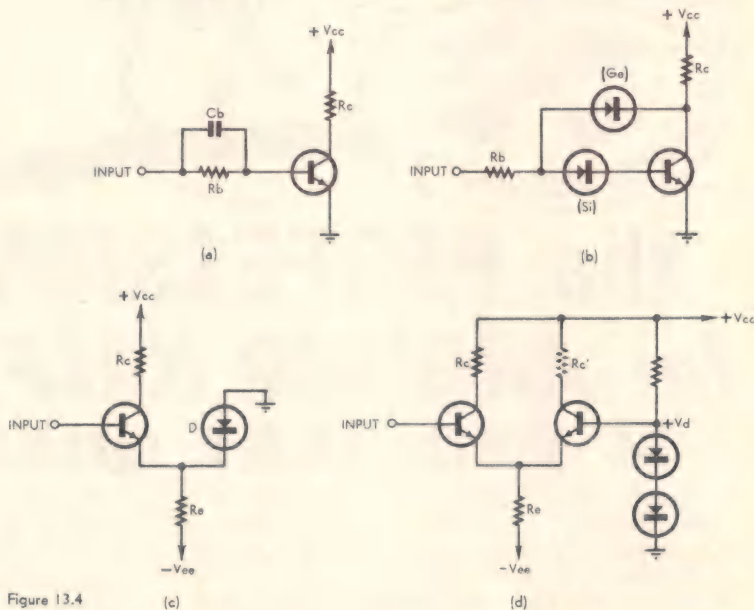 + Vcc
Rc
Cb
INPUT
Rb
(a)
+ Vcc
(Ge)
Rc
INPUT
Rb
(Si)
(b)
+ Vcc
Rc
INPUT
D
Re
−Vee
(c)
+ Vcc
Rc
Rc'
INPUT
+Vd
Re
−Vee
(d)
Figure 13.4